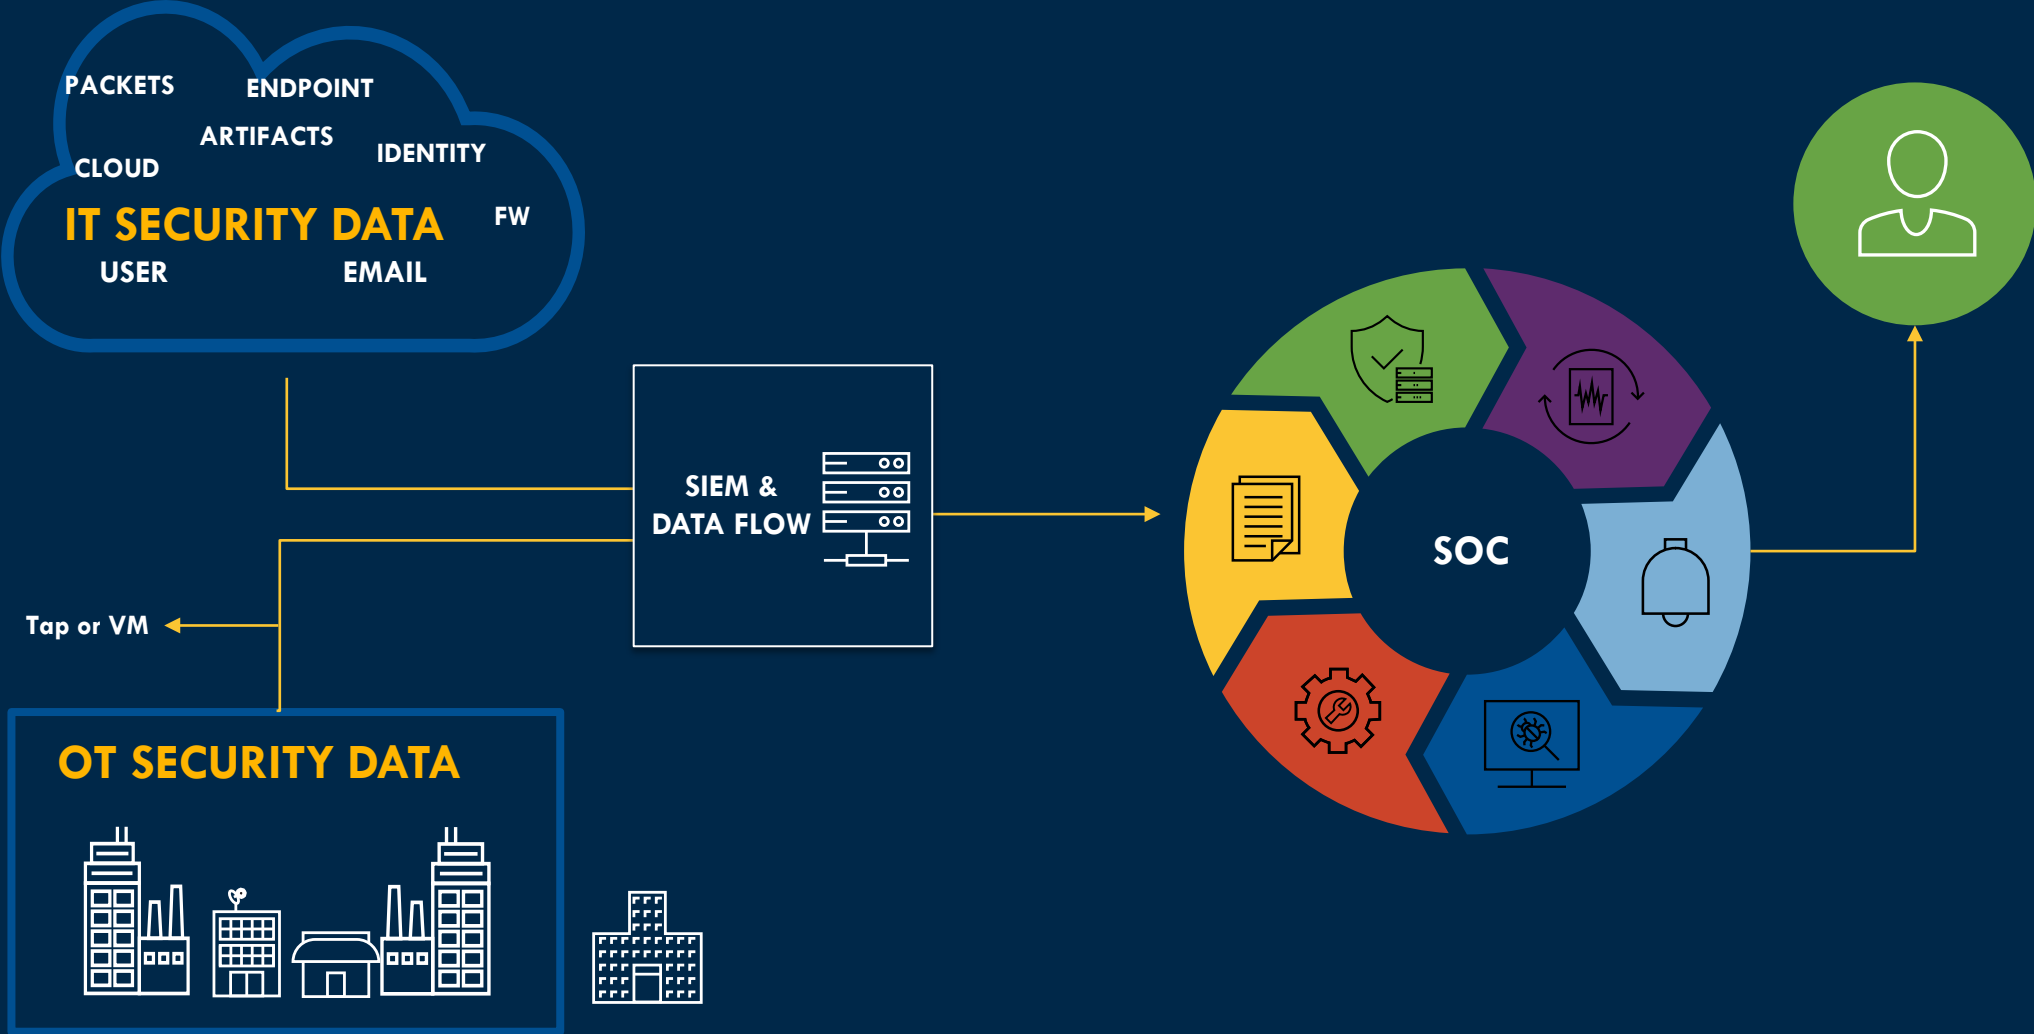 PACKETS
ENDPOINT
ARTIFACTS
IDENTITY
CLOUD
IT SECURITY DATA
FW
USER
EMAIL
SIEM &
DATA FLOW
SOC
Tap or VM
OT SECURITY DATA